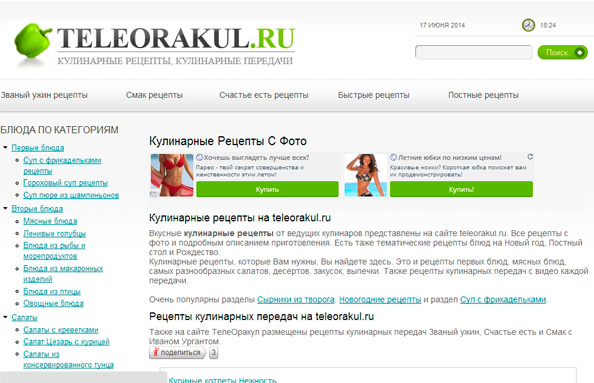 TELEORAKUL.RU
КУЛИНАРНЫЕ РЕЦЕПТЫ, КУЛИНАРНЫЕ ПЕРЕДАЧИ
17 ИЮНЯ 2014
18:24
Поиск
Званый ужин рецепты
Смак рецепты
Счастье есть рецепты
Быстрые рецепты
Постные рецепты
БЛЮДА ПО КАТЕГОРИЯМ
Первые блюда
Суп с фрикадельками
рецепты
Гороховый суп рецепты
Суп пюре из шампиньонов
Вторые блюда
Мясные блюда
Ленивые голубцы
Блюда из рыбы и
морепродуктов
Блюда из макаронных
изделий
Блюда из птицы
Овощные блюда
Салаты
Салаты с креветками
Салат Цезарь с курицей
Салаты из
консервированного тунца
Кулинарные Рецепты С Фото
Хочешь выглядеть лучше всех?
Парео - твой секрет совершенства и
женственности этим летом!
Купить
Летние юбки по низким ценам!
Красивые ножки? Короткая юбка поможет вам
их продемонстрировать!
Купить!
Кулинарные рецепты на teleorakul.ru
Вкусные кулинарные рецепты от ведущих кулинаров представлены на сайте teleorakul.ru. Все рецепты с
фото и подробным описанием приготовления. Есть также тематические рецепты блюд на Новый год, Постный
стол и Рождество.
Кулинарные рецепты, которые Вам нужны, Вы найдете здесь. Это и рецепты первых блюд, мясных блюд,
самых разнообразных салатов, десертов, закусок, выпечки. Также рецепты кулинарных передач с видео каждой
передачи.
Очень популярны разделы Сырники из творога, Новогодние рецепты и раздел Суп с фрикадельками.
Рецепты кулинарных передач на teleorakul.ru
Также на сайте ТелеОракул размещены рецепты кулинарных передач Званый ужин, Счастье есть и Смак с
Иваном Ургантом.
Я поделиться 3
Куриные котлеты Нежность